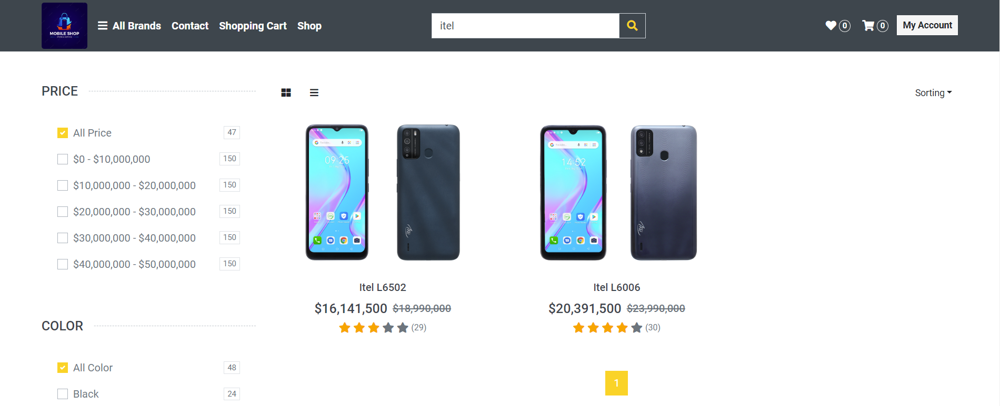 MOBILE SHOP
All Brands Contact Shopping Cart Shop
itel
0
0
My Account
PRICE
Sorting
All Price 47
$0 - $10,000,000 150
$10,000,000 - $20,000,000 150
$20,000,000 - $30,000,000 150
$30,000,000 - $40,000,000 150
$40,000,000 - $50,000,000 150
09:25
itel
14:52
itel
Itel L6502
$16,141,500 $18,990,000
(29)
Itel L6006
$20,391,500 $23,990,000
(30)
COLOR
All Color 48
Black 24
1